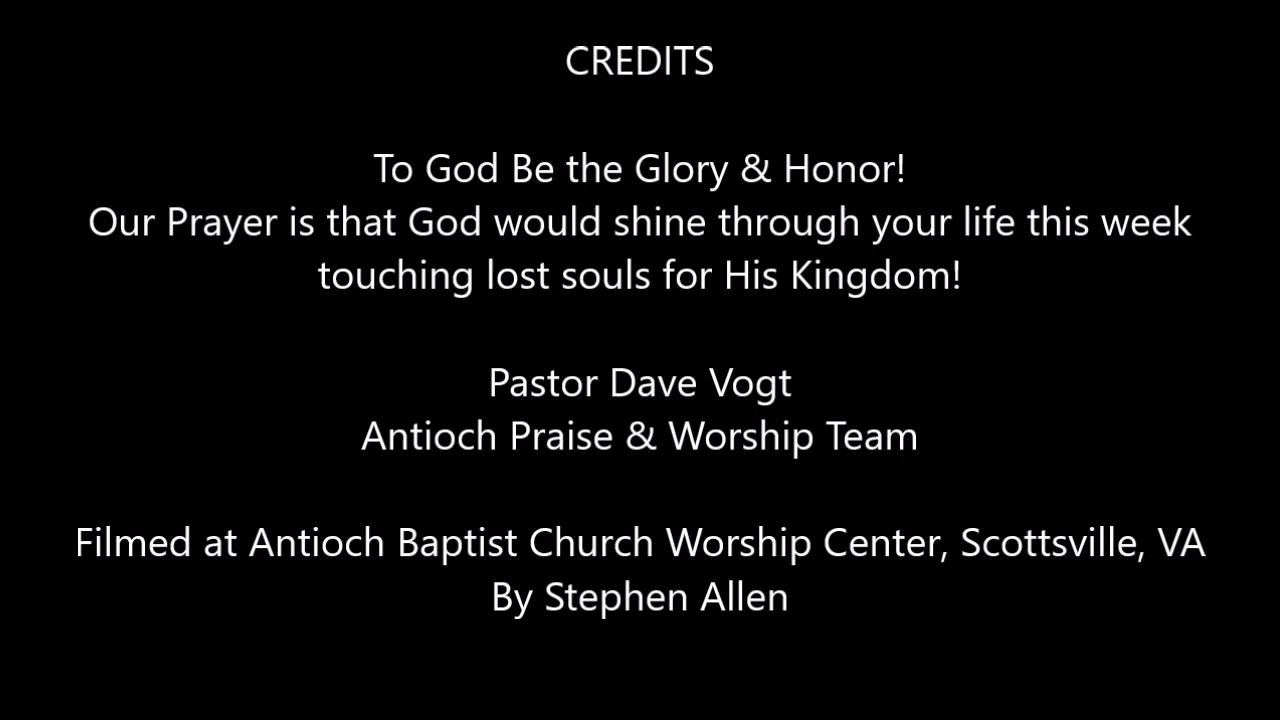 CREDITS
To God Be the Glory & Honor!
Our Prayer is that God would shine through your life this week
touching lost souls for His Kingdom!
Pastor Dave Vogt
Antioch Praise & Worship Team
Filmed at Antioch Baptist Church Worship Center, Scottsville, VA
By Stephen Allen